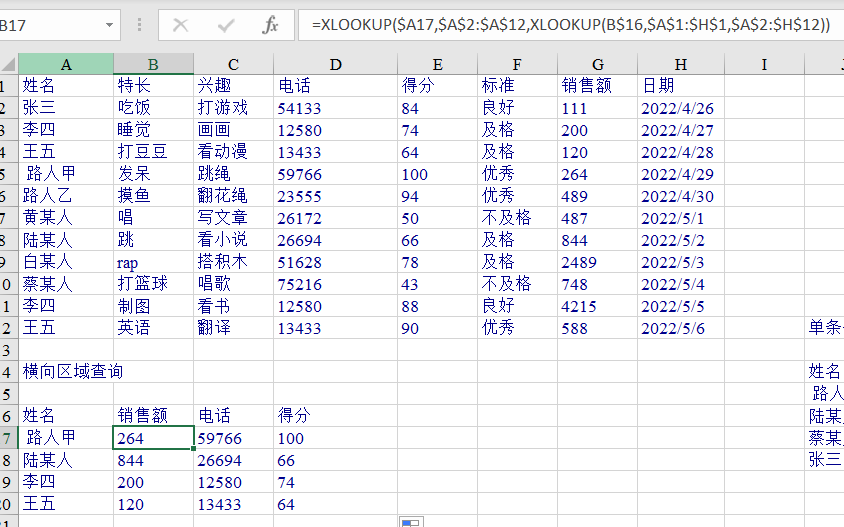 B17 fx =XLOOKUP($A17,$A$2:$A$12,XLOOKUP(B$16,$A$1:$H$1,$A$2:$H$12))
A B C D E F G H I
1 姓名 特长 兴趣 电话 得分 标准 销售额 日期
2 张三 吃饭 打游戏 54133 84 良好 111 2022/4/26
3 李四 睡觉 画画 12580 74 及格 200 2022/4/27
4 王五 打豆豆 看动漫 13433 64 及格 120 2022/4/28
5 路人甲 发呆 跳绳 59766 100 优秀 264 2022/4/29
6 路人乙 摸鱼 翻花绳 23555 94 优秀 489 2022/4/30
7 黄某人 唱 写文章 26172 50 不及格 487 2022/5/1
8 陆某人 跳 看小说 26694 66 及格 844 2022/5/2
9 白某人 rap 搭积木 51628 78 及格 2489 2022/5/3
0 蔡某人 打篮球 唱歌 75216 43 不及格 748 2022/5/4
1 李四 制图 看书 12580 88 良好 4215 2022/5/5
2 王五 英语 翻译 13433 90 优秀 588 2022/5/6 单条
3
4 横向区域查询 姓名
5 路人
6 姓名 销售额 电话 得分 陆某
7 路人甲 264 59766 100 蔡某
8 陆某人 844 26694 66 张三
9 李四 200 12580 74
20 王五 120 13433 64